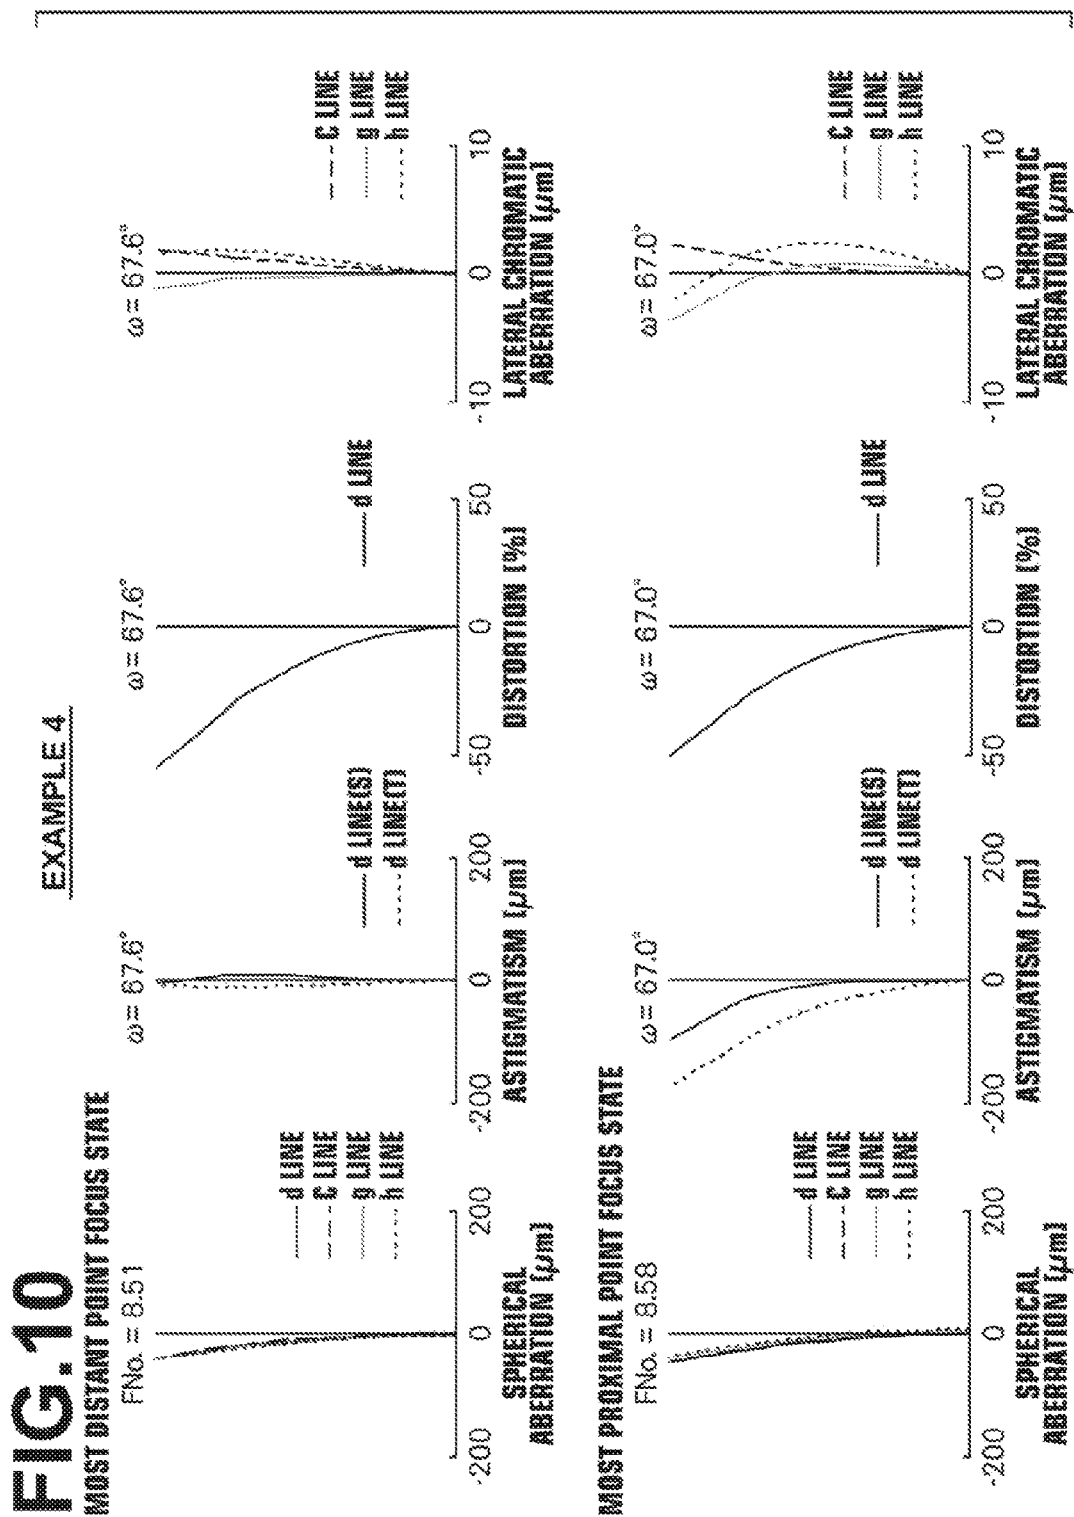 FIG.10
EXAMPLE 4
MOST DISTANT POINT FOCUS STATE
FNo. = 8.51
d LINE
C LINE
g LINE
h LINE
-200 0 200
SPHERICAL
ABERRATION [μm]
ω = 67.6°
d LINE(S)
d LINE(T)
-200 0 200
ASTIGMATISM [μm]
ω = 67.6°
d LINE
-50 0 50
DISTORTION [%]
ω = 67.6°
C LINE
g LINE
h LINE
-10 0 10
LATERAL CHROMATIC
ABERRATION [μm]
MOST PROXIMAL POINT FOCUS STATE
FNo. = 8.58
d LINE
C LINE
g LINE
h LINE
-200 0 200
SPHERICAL
ABERRATION [μm]
ω = 67.0°
d LINE(S)
d LINE(T)
-200 0 200
ASTIGMATISM [μm]
ω = 67.0°
d LINE
-50 0 50
DISTORTION [%]
ω = 67.0°
C LINE
g LINE
h LINE
-10 0 10
LATERAL CHROMATIC
ABERRATION [μm]